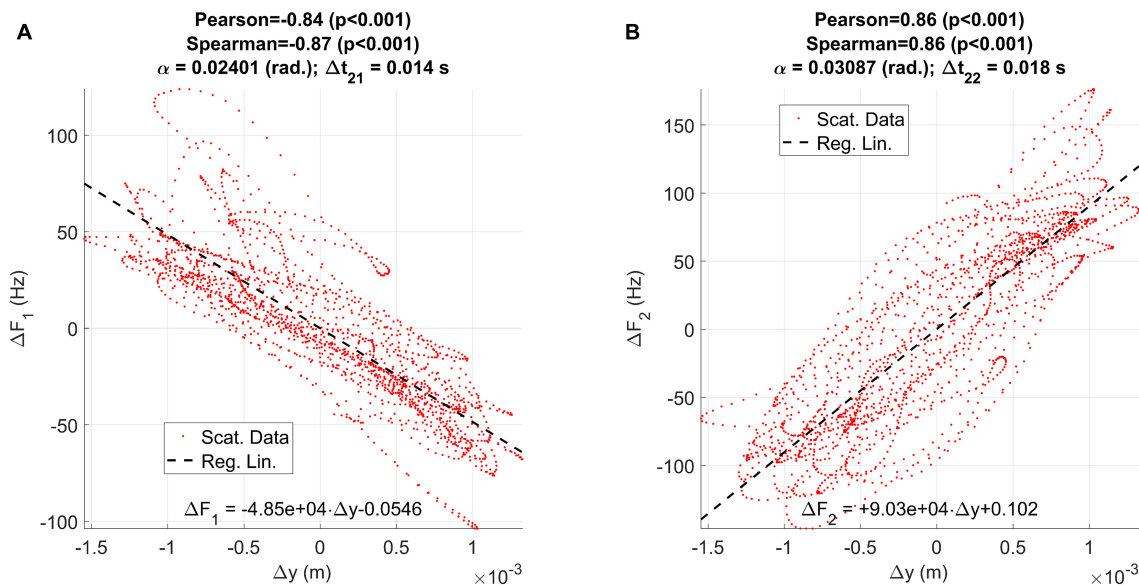 A
Pearson=-0.84 (p<0.001)
Spearman=-0.87 (p<0.001)
α = 0.02401 (rad.); Δt21 = 0.014 s
100
50
0
-50
-100
ΔF1 (Hz)
Scat. Data
Reg. Lin.
ΔF1 = -4.85e+04·Δy-0.0546
-1.5 -1 -0.5 0 0.5 1
Δy (m)
×10-3
B
Pearson=0.86 (p<0.001)
Spearman=0.86 (p<0.001)
α = 0.03087 (rad.); Δt22 = 0.018 s
150
100
50
0
-50
-100
ΔF2 (Hz)
Scat. Data
Reg. Lin.
ΔF2 = +9.03e+04·Δy+0.102
-1.5 -1 -0.5 0 0.5 1
Δy (m)
×10-3